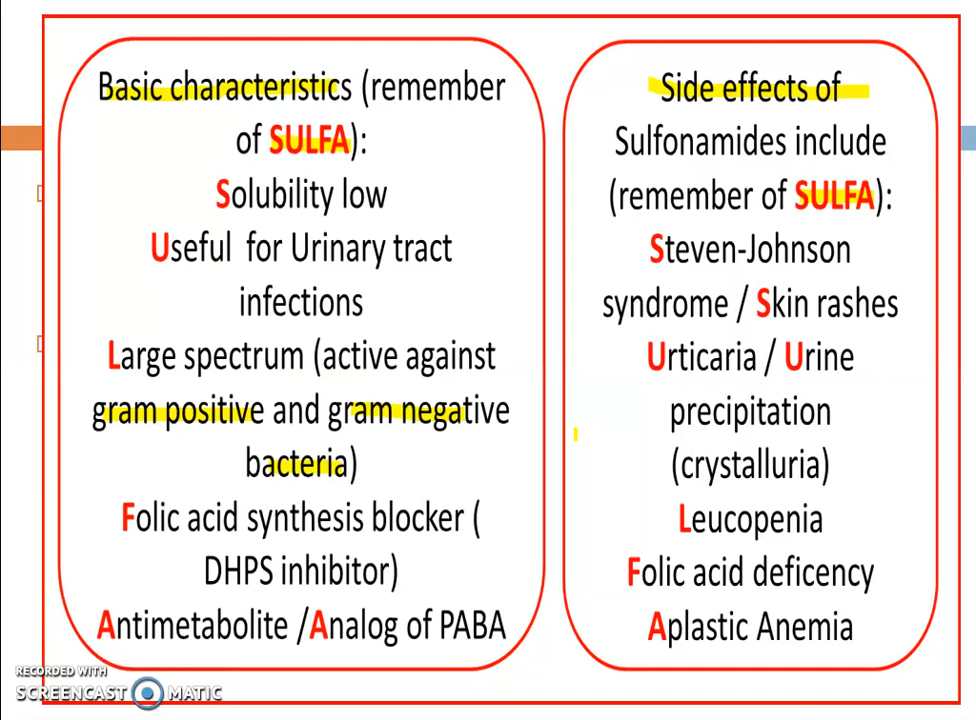 Basic characteristics (remember
of SULFA):
Solubility low
Useful for Urinary tract
infections
Large spectrum (active against
gram positive and gram negative
bacteria)
Folic acid synthesis blocker (
DHPS inhibitor)
Antimetabolite /Analog of PABA
Side effects of
Sulfonamides include
(remember of SULFA):
Steven-Johnson
syndrome / Skin rashes
Urticaria / Urine
precipitation
(crystalluria)
Leucopenia
Folic acid deficency
Aplastic Anemia
RECORDED WITH
SCREENCAST MATIC